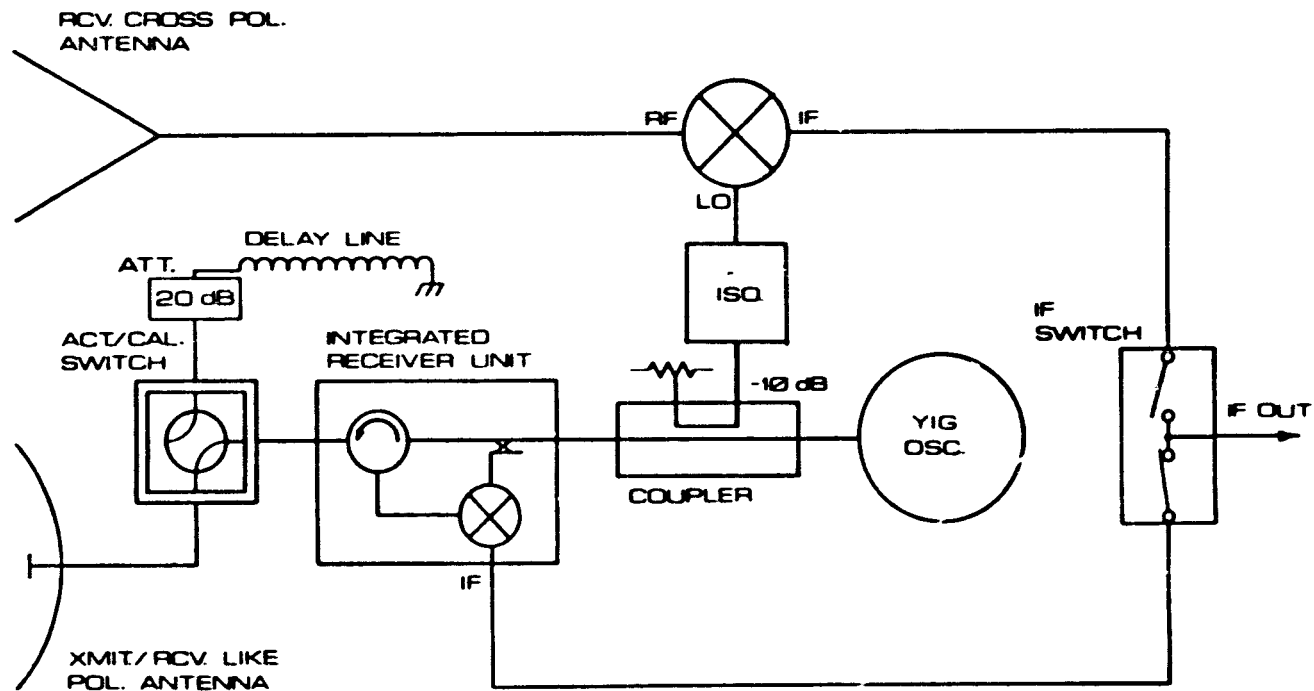 RCV. CROSS POL.
ANTENNA
RF
IF
LO
DELAY LINE
ATT.
20 dB
ISO.
ACT./CAL.
SWITCH
INTEGRATED
RECEIVER UNIT
IF
SWITCH
-10 dB
YIG
OSC.
IF OUT
COUPLER
IF
XMIT./RCV. LIKE
POL. ANTENNA